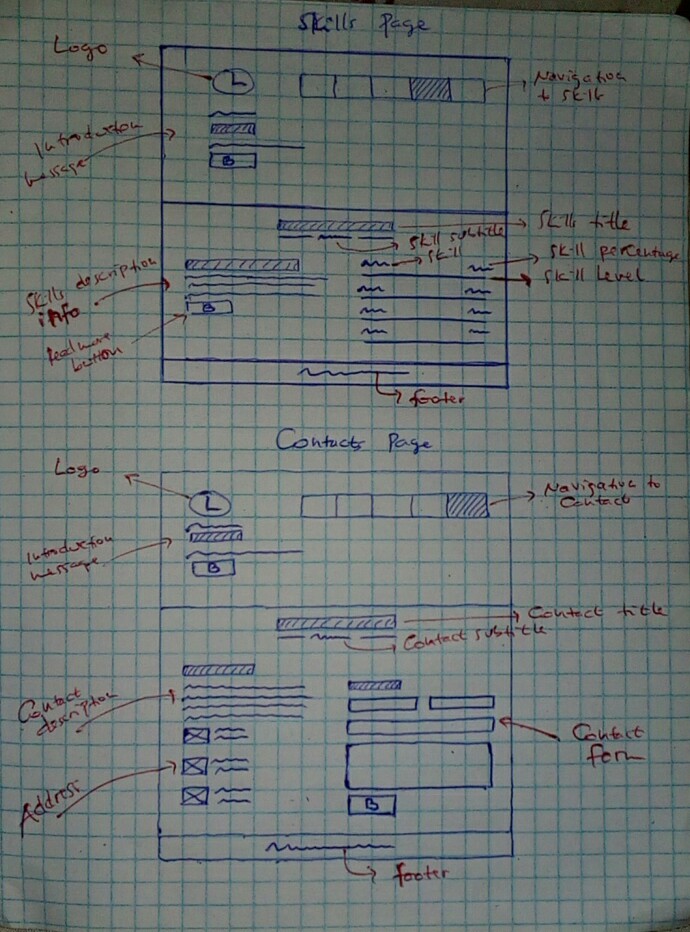 Skills Page
Logo
L
Navigation
to Skills
Introduction
message
B
Skills title
Skill subtitle
Skill
Skill percentage
Skill level
Skills description
info
Read more
button
B
footer
Contacts Page
Logo
L
Navigation to
Contact
Introduction
message
B
Contact title
Contact subtitle
Contact
description
Address
Contact
form
B
footer